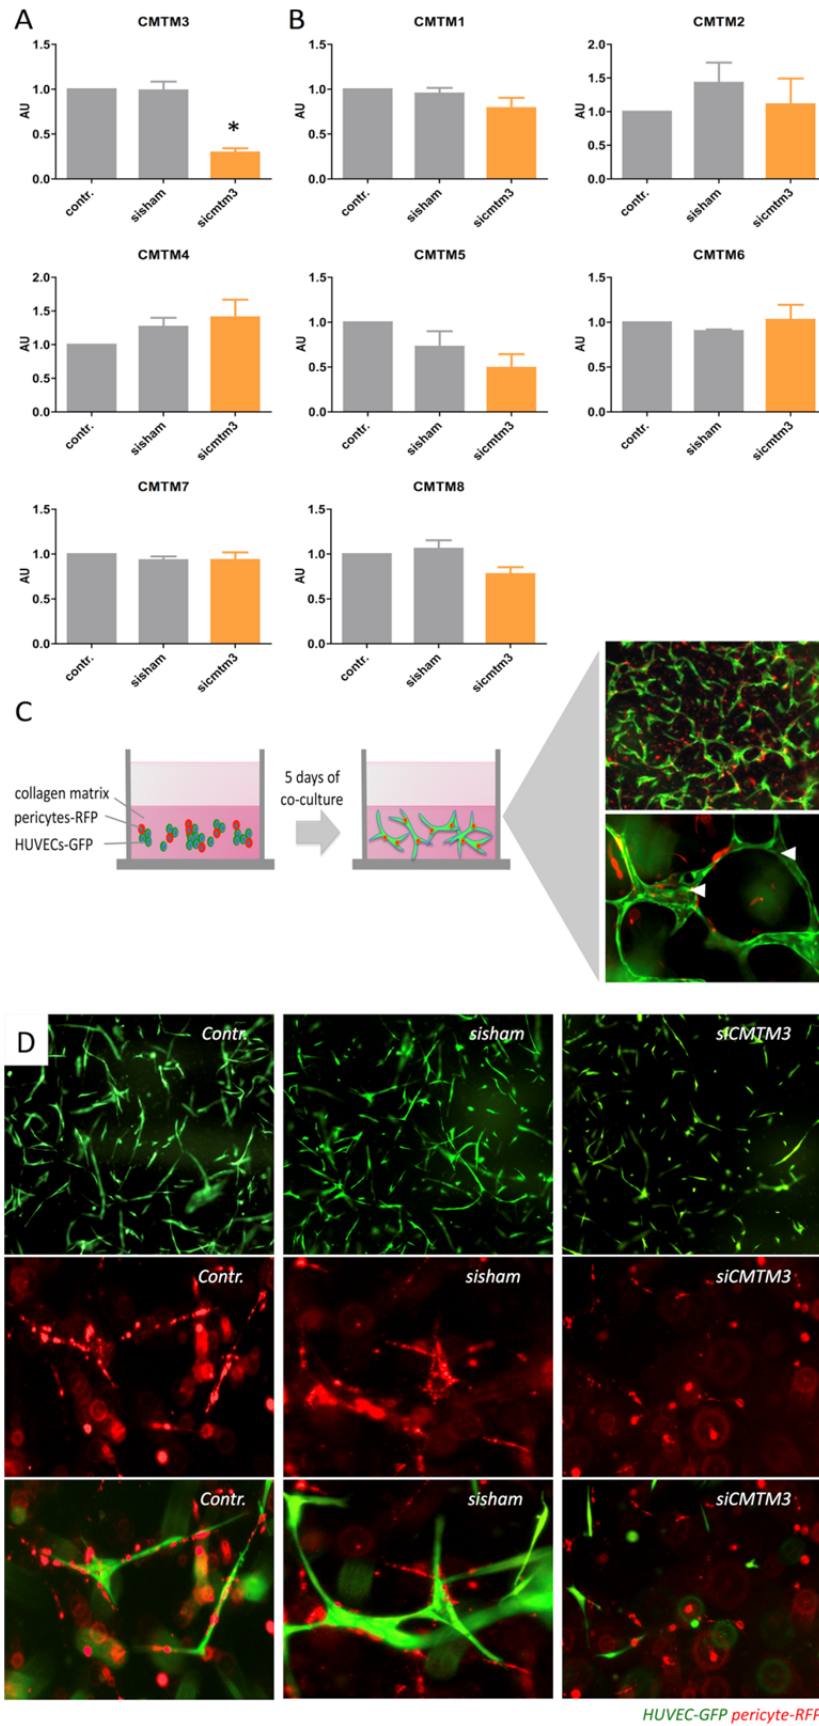 A
B
CMTM3
CMTM1
CMTM2
1.5
1.0
0.5
0.0
AU
contr.
sisham
sicmtm3
1.5
1.0
0.5
0.0
AU
contr.
sisham
sicmtm3
2.0
1.5
1.0
0.5
0.0
AU
contr.
sisham
sicmtm3
CMTM4
CMTM5
CMTM6
2.0
1.5
1.0
0.5
0.0
AU
contr.
sisham
sicmtm3
1.5
1.0
0.5
0.0
AU
contr.
sisham
sicmtm3
1.5
1.0
0.5
0.0
AU
contr.
sisham
sicmtm3
CMTM7
CMTM8
1.5
1.0
0.5
0.0
AU
contr.
sisham
sicmtm3
*
1.5
1.0
0.5
0.0
AU
contr.
sisham
sicmtm3
C
collagen matrix
pericytes-RFP
HUVECs-GFP
5 days of
co-culture
D
Contr.
sisham
siCMTM3
Contr.
sisham
siCMTM3
Contr.
sisham
siCMTM3
HUVEC-GFP pericyte-RFP